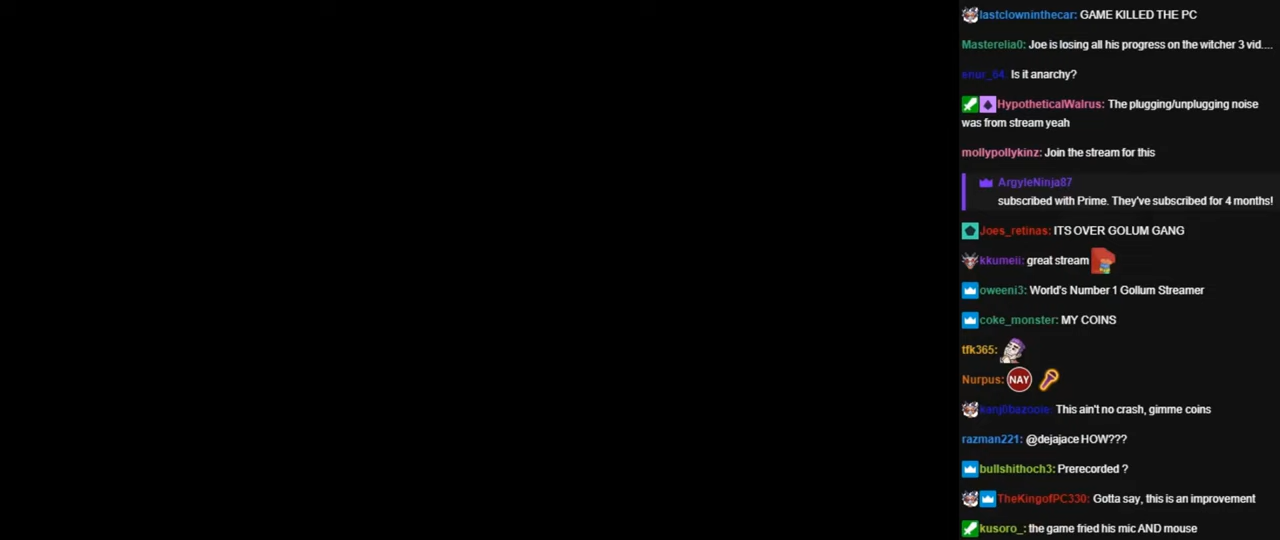 lastclowninthecar: GAME KILLED THE PC
Masterelia0: Joe is losing all his progress on the witcher 3 vid....
enur_64: Is it anarchy?
HypotheticalWalrus: The plugging/unplugging noise
was from stream yeah
mollypollykinz: Join the stream for this
ArgyleNinja87
subscribed with Prime. They've subscribed for 4 months!
Joes_retinas: ITS OVER GOLUM GANG
kkumeii: great stream
oweeni3: World's Number 1 Gollum Streamer
coke_monster: MY COINS
tfk365:
Nurpus: NAY
kanj0bazooie: This ain't no crash, gimme coins
razman221: @dejajace HOW???
bullshithoch3: Prerecorded ?
TheKingofPC330: Gotta say, this is an improvement
kusoro_: the game fried his mic AND mouse